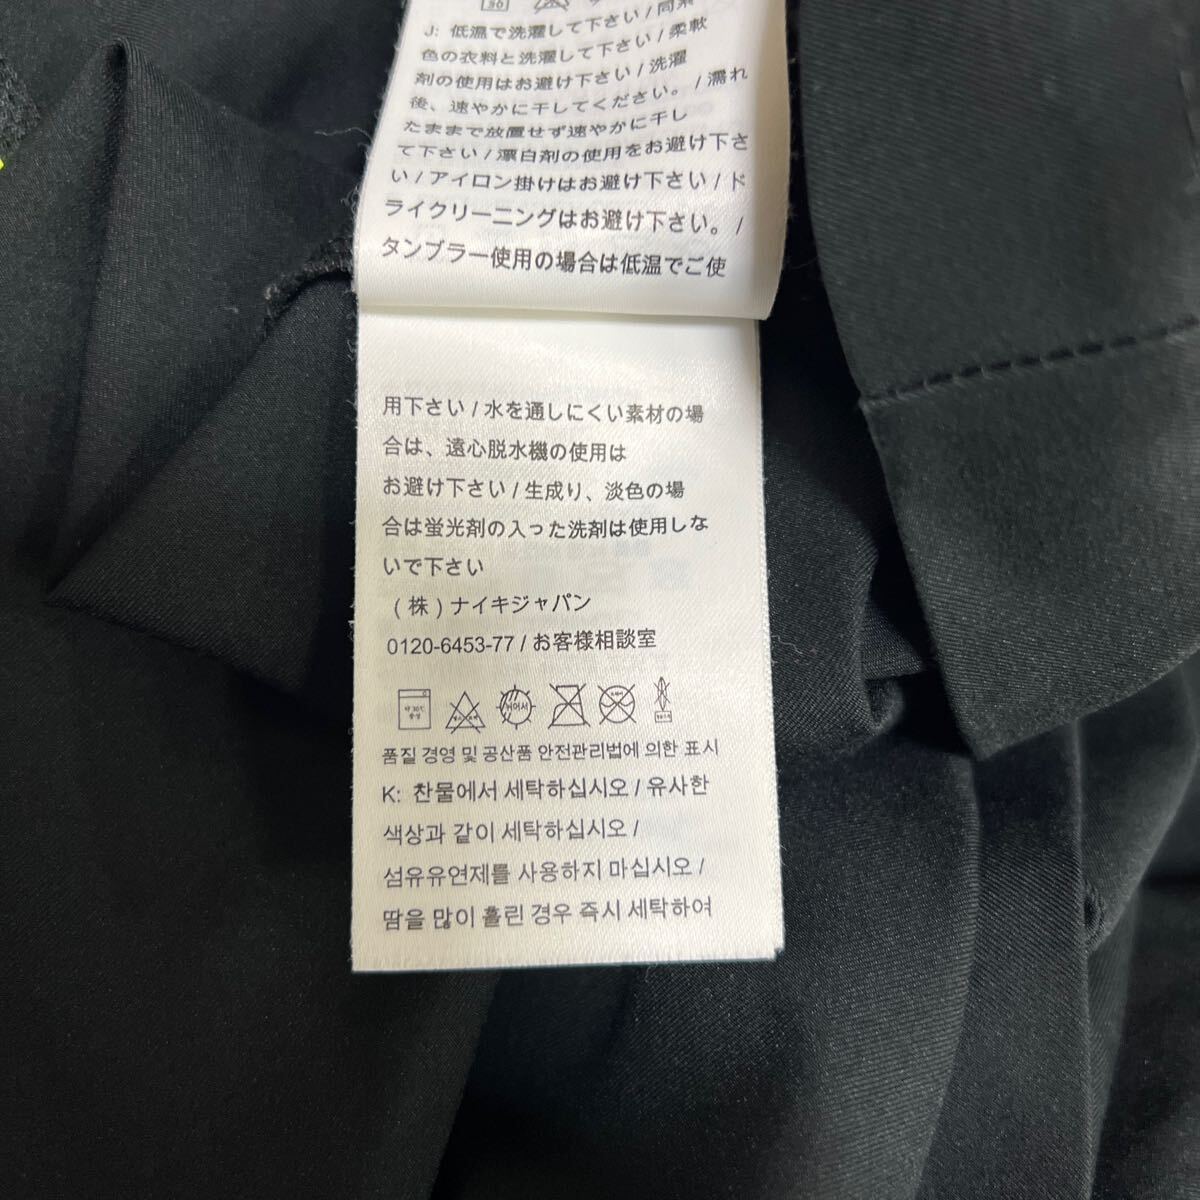 30
J: 低温で洗濯して下さい / 同系
色の衣料と洗濯して下さい / 柔軟
剤の使用はお避け下さい / 洗濯
後、速やかに干してください。 / 濡れ
たままで放置せず速やかに干し
て下さい / 漂白剤の使用をお避け下さ
い / アイロン掛けはお避け下さい / ド
ライクリーニングはお避け下さい。 /
タンブラー使用の場合は低温でご使
用下さい / 水を通しにくい素材の場
合は、遠心脱水機の使用は
お避け下さい / 生成り、淡色の場
合は蛍光剤の入った洗剤は使用しな
いで下さい
(株) ナイキジャパン
0120-6453-77 / お客様相談室
약 30℃
중성
품질 경영 및 공산품 안전관리법에 의한 표시
K: 찬물에서 세탁하십시오 / 유사한
색상과 같이 세탁하십시오 /
섬유유연제를 사용하지 마십시오 /
땀을 많이 흘린 경우 즉시 세탁하여